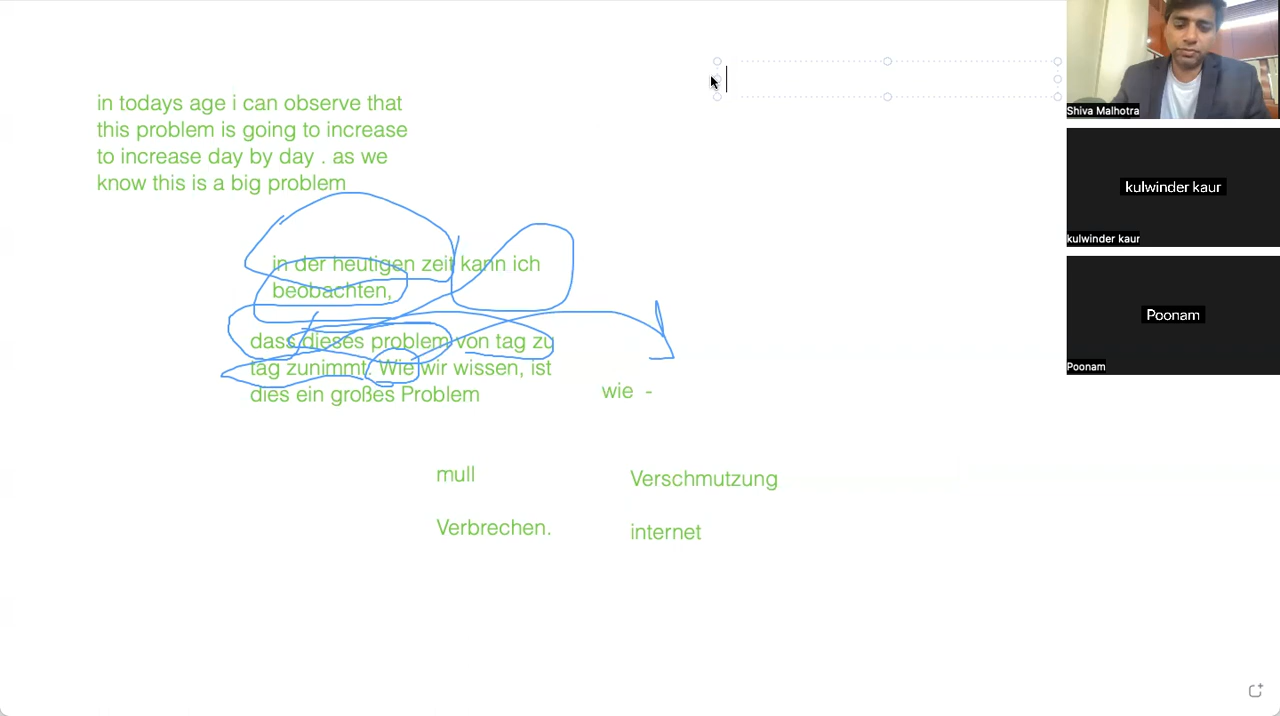 in todays age i can observe that
this problem is going to increase
to increase day by day . as we
know this is a big problem
in der heutigen zeit kann ich
beobachten,
dass dieses problem von tag zu
tag zunimmt. Wie wir wissen, ist
dies ein großes Problem
wie -
mull
Verschmutzung
Verbrechen.
internet
Shiva Malhotra
kulwinder kaur
kulwinder kaur
Poonam
Poonam